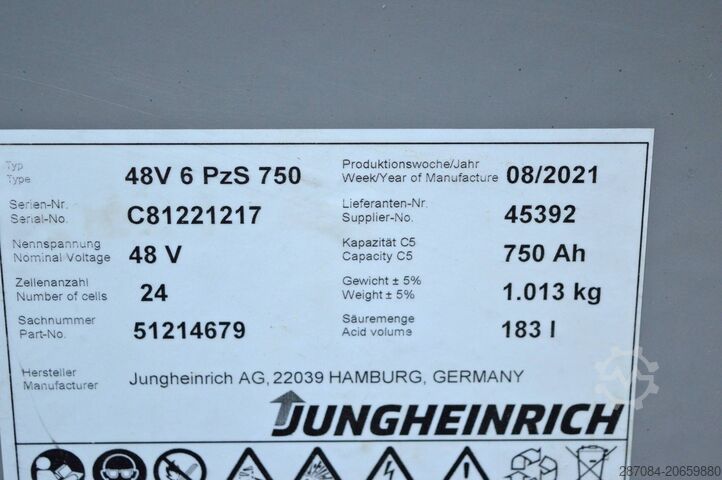 Typ
Type 48V 6 PzS 750
Produktionswoche/Jahr
Week/Year of Manufacture 08/2021
Serien-Nr.
Serial-No. C81221217
Lieferanten-Nr.
Supplier-No. 45392
Nennspannung
Nominal Voltage 48 V
Kapazität C5
Capacity C5 750 Ah
Zellenanzahl
Number of cells 24
Gewicht ± 5%
Weight ± 5% 1.013 kg
Sachnummer
Part-No. 51214679
Säuremenge
Acid volume 183 l
Hersteller
Manufacturer Jungheinrich AG, 22039 HAMBURG, GERMANY
JUNGHEINRICH
287084-20659880